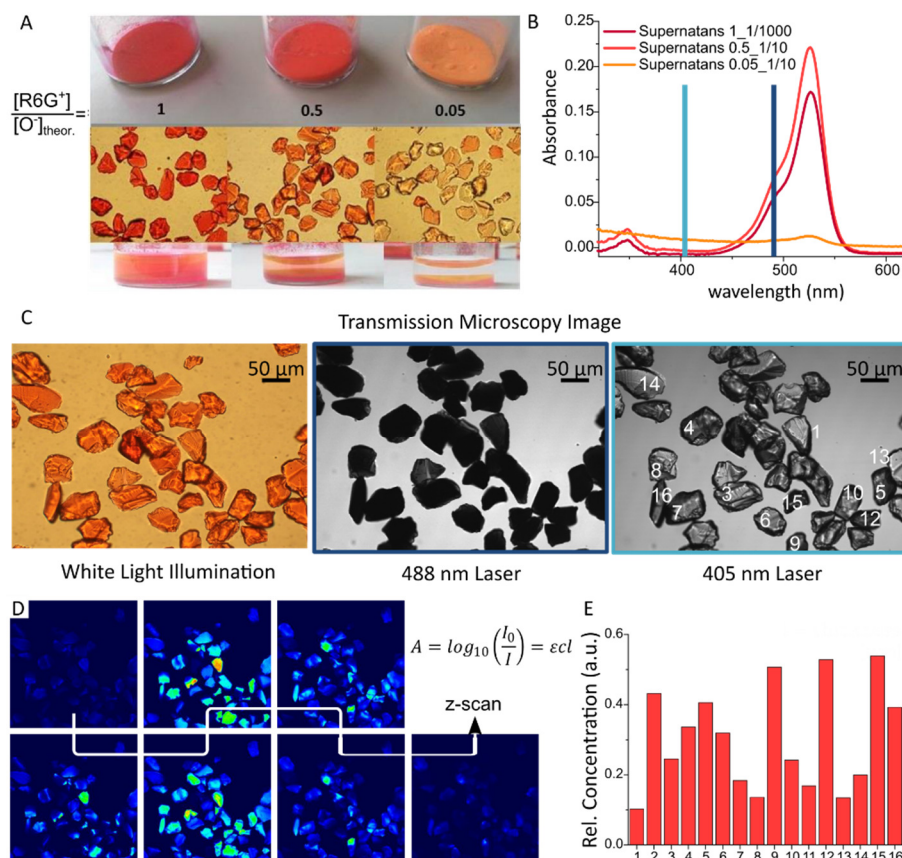 A
[R6G⁺]
[O⁻]theor.
=
1
0.5
0.05
B
Supernatans 1_1/1000
Supernatans 0.5_1/10
Supernatans 0.05_1/10
Absorbance
0.25
0.20
0.15
0.10
0.05
0.00
400
500
600
wavelength (nm)
C
Transmission Microscopy Image
50 μm
50 μm
50 μm
14
4
1
13
8
3
10
5
16
7
15
6
12
9
White Light Illumination
488 nm Laser
405 nm Laser
D
A = log₁₀(I₀/I) = εcl
z-scan
E
Rel. Concentration (a.u.)
0.6
0.4
0.2
0.0
1 2 3 4 5 6 7 8 9 10 11 12 13 14 15 16